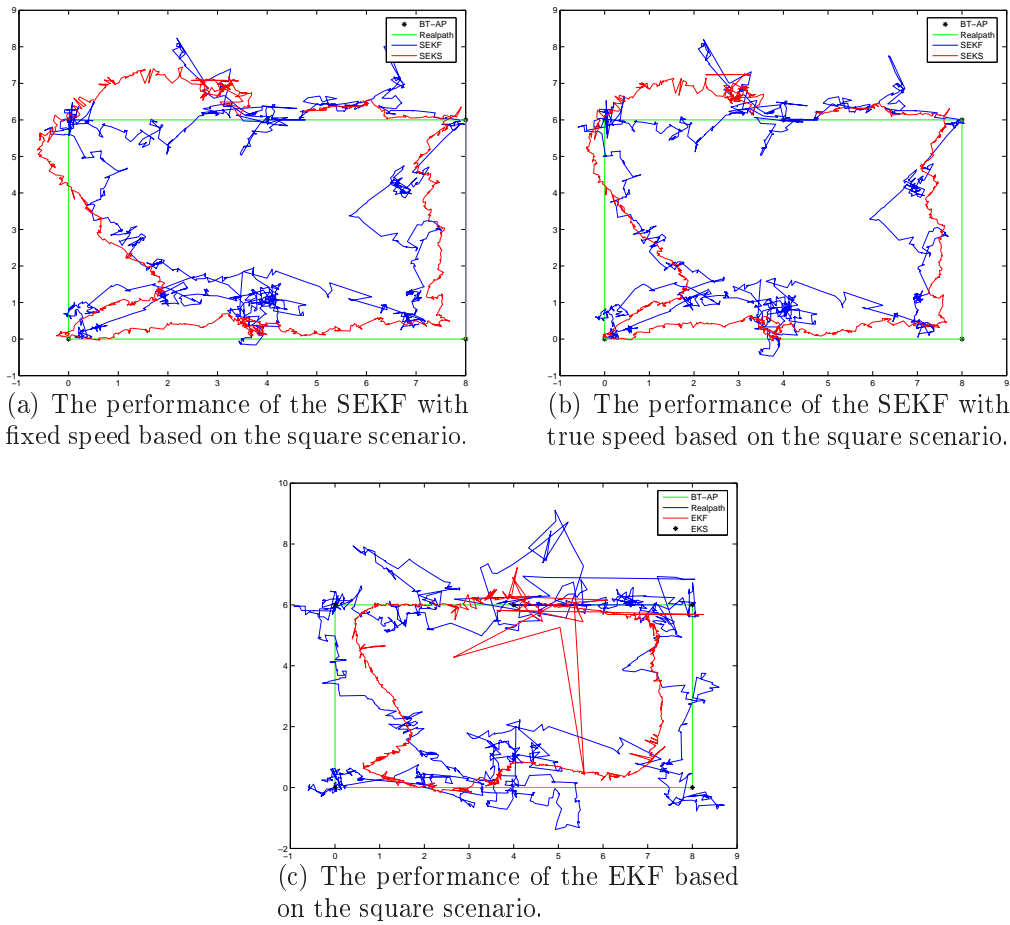 9
8
7
6
5
4
3
2
1
0
−1
−1 0 1 2 3 4 5 6 7 8
BT−AP
Realpath
SEKF
SEKS
(a) The performance of the SEKF with
fixed speed based on the square scenario.
9
8
7
6
5
4
3
2
1
0
−1
−1 0 1 2 3 4 5 6 7 8 9
BT−AP
Realpath
SEKF
SEKS
(b) The performance of the SEKF with
true speed based on the square scenario.
10
8
6
4
2
0
−2
−1 0 1 2 3 4 5 6 7 8 9
BT−AP
Realpath
EKF
EKS
(c) The performance of the EKF based
on the square scenario.